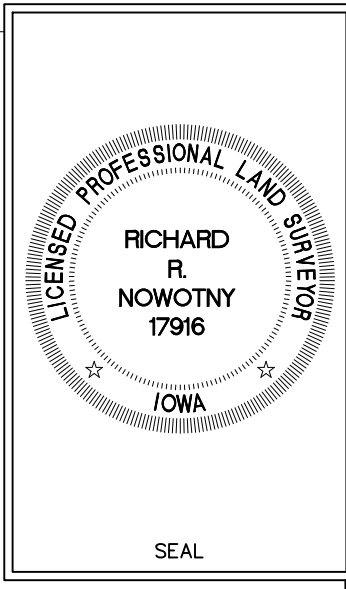 LICENSED PROFESSIONAL LAND SURVEYOR
RICHARD
R.
NOWOTNY
17916
IOWA
SEAL